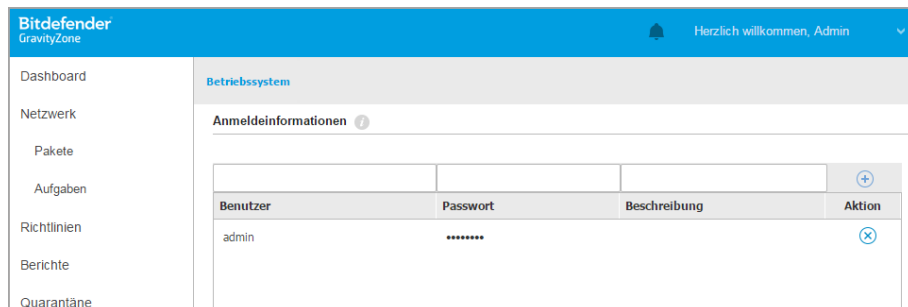 Bitdefender
GravityZone
Herzlich willkommen, Admin
Dashboard
Netzwerk
Pakete
Aufgaben
Richtlinien
Berichte
Quarantäne
Betriebssystem
Anmeldeinformationen
Benutzer Passwort Beschreibung Aktion
admin ••••••••